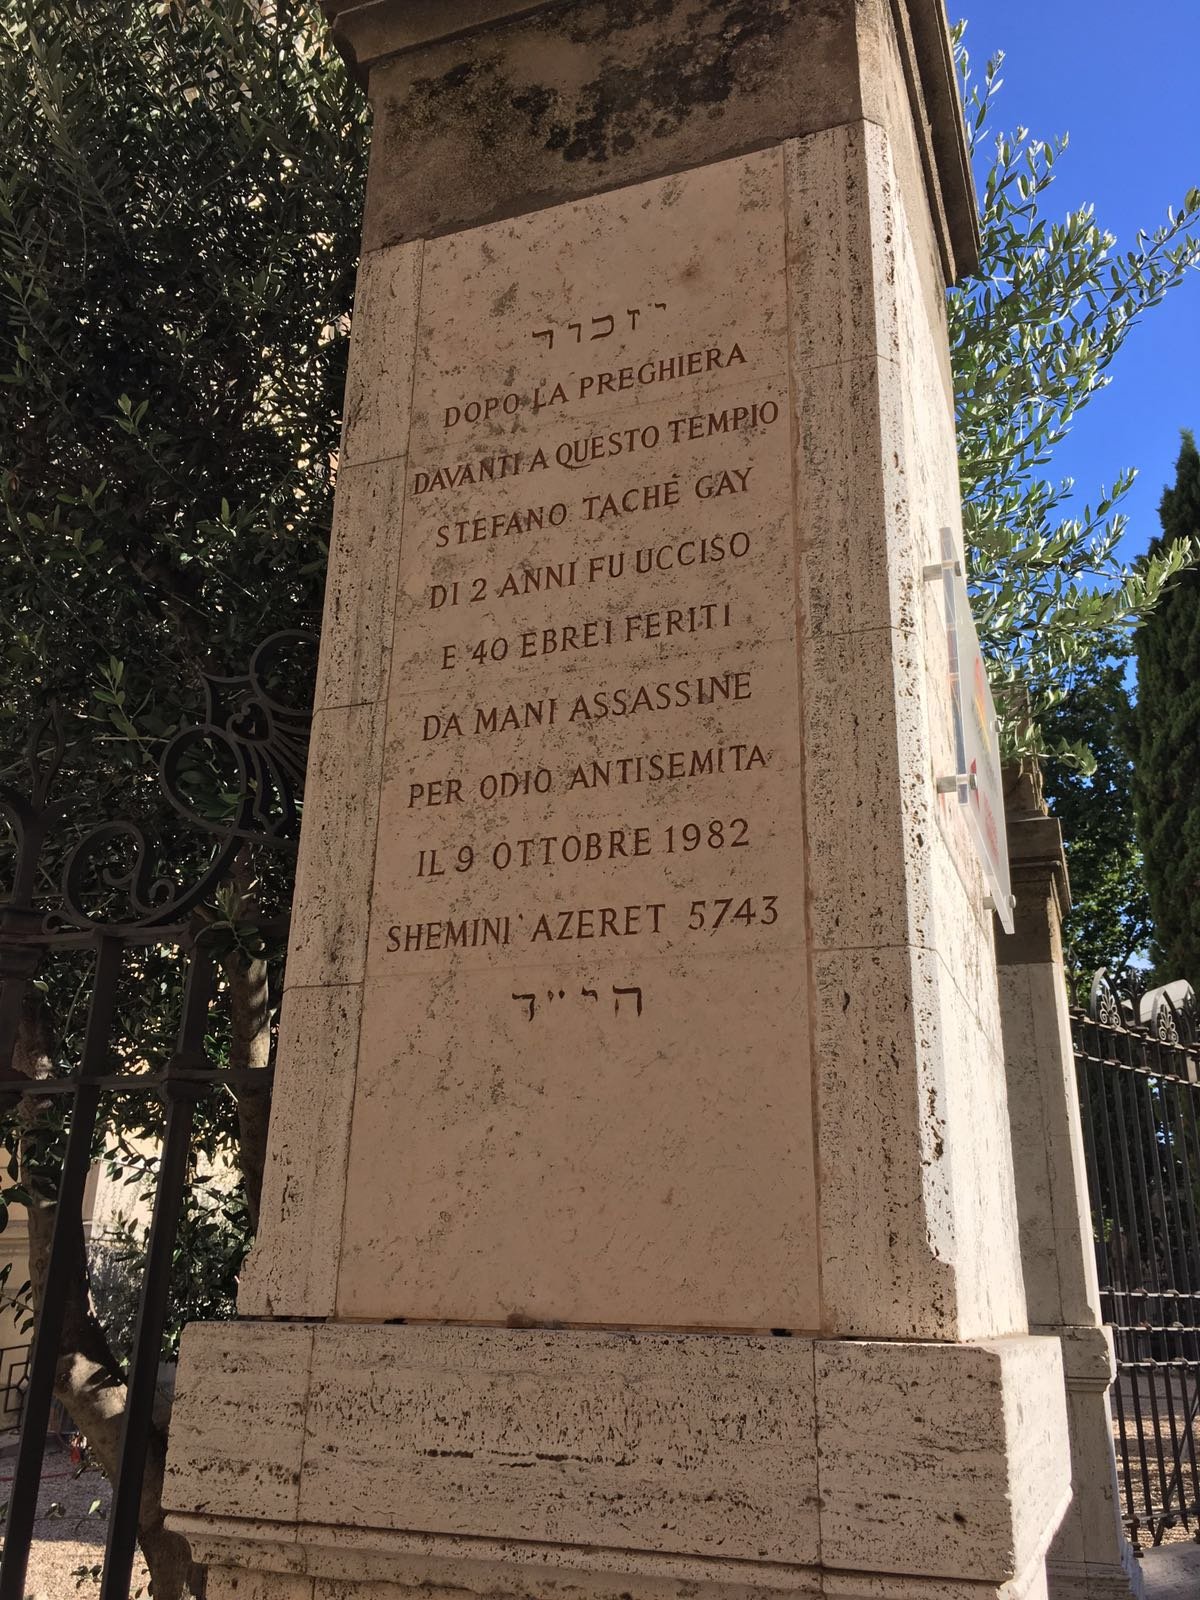 יזכור
DOPO LA PREGHIERA
DAVANTI A QUESTO TEMPIO
STEFANO TACHÈ GAY
DI 2 ANNI FU UCCISO
E 40 EBREI FERITI
DA MANI ASSASSINE
PER ODIO ANTISEMITA
IL 9 OTTOBRE 1982
SHEMINI' AZERET 5743
הי״ד